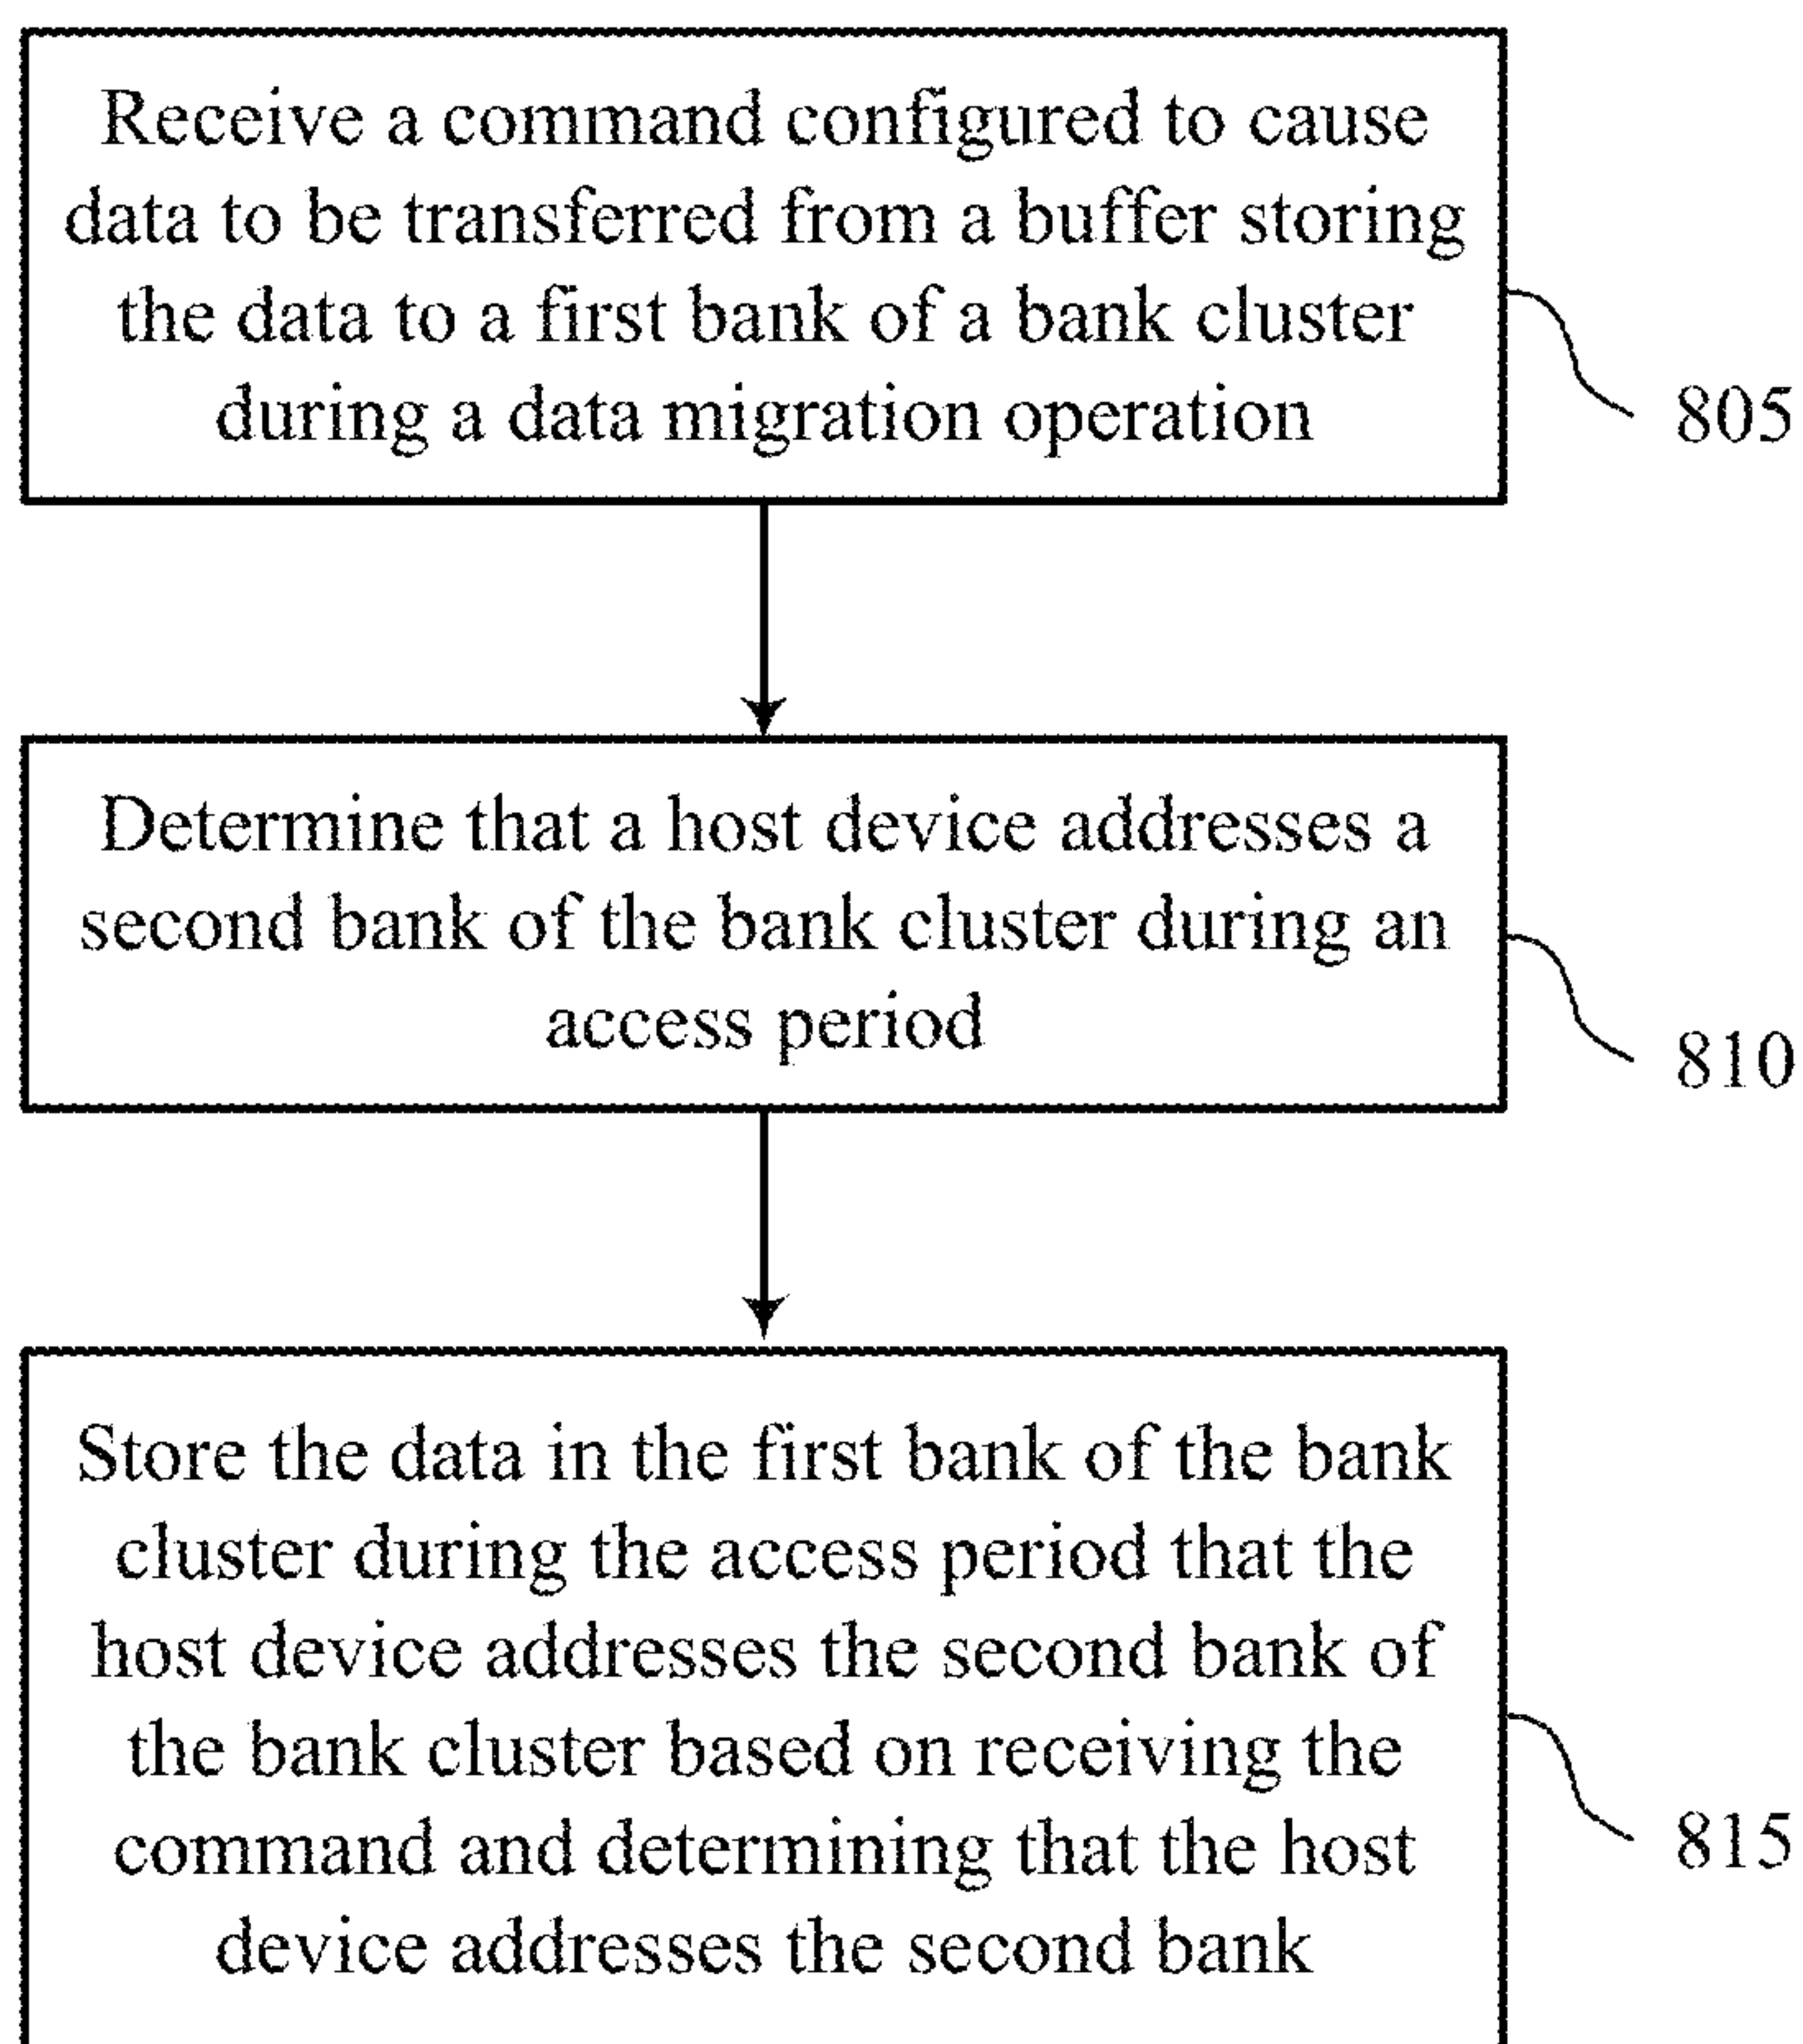 Receive a command configured to cause
data to be transferred from a buffer storing
the data to a first bank of a bank cluster
during a data migration operation
805
Determine that a host device addresses a
second bank of the bank cluster during an
access period
810
Store the data in the first bank of the bank
cluster during the access period that the
host device addresses the second bank of
the bank cluster based on receiving the
command and determining that the host
device addresses the second bank
815